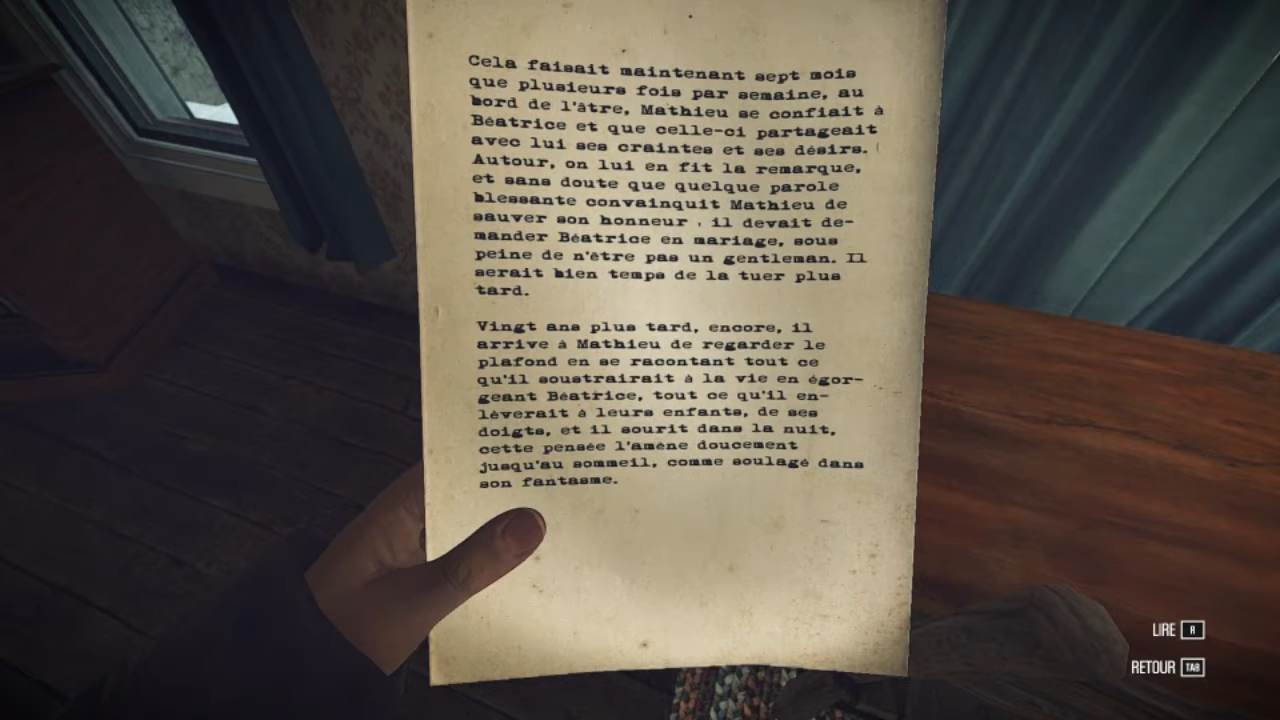 Cela faisait maintenant sept mois
que plusieurs fois par semaine, au
bord de l'âtre, Mathieu se confiait à
Béatrice et que celle-ci partageait
avec lui ses craintes et ses désirs.
Autour, on lui en fit la remarque,
et sans doute que quelque parole
blessante convainquit Mathieu de
sauver son honneur : il devait de-
mander Béatrice en mariage, sous
peine de n'être pas un gentleman. Il
serait bien temps de la tuer plus
tard.
Vingt ans plus tard, encore, il
arrive à Mathieu de regarder le
plafond en se racontant tout ce
qu'il soustrairait à la vie en égor-
geant Béatrice, tout ce qu'il en-
lèverait à leurs enfants, de ses
doigts, et il sourit dans la nuit,
cette pensée l'amène doucement
jusqu'au sommeil, comme soulagé dans
son fantasme.
LIRE R
RETOUR TAB